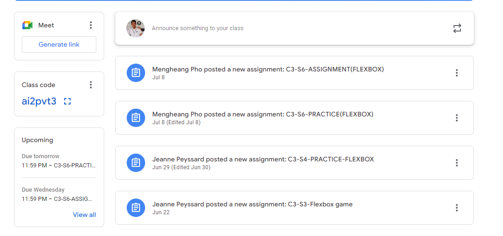 Meet
Generate link
Class code
ai2pvt3
Upcoming
Due tomorrow
11:59 PM – C3-S6-PRACTI...
Due Wednesday
11:59 PM – C3-S6-ASSIG...
View all
Announce something to your class
Mengheang Pho posted a new assignment: C3-S6-ASSIGNMENT(FLEXBOX)
Jul 8
Mengheang Pho posted a new assignment: C3-S6-PRACTICE(FLEXBOX)
Jul 8 (Edited Jul 8)
Jeanne Peyssard posted a new assignment: C3-S4-PRACTICE-FLEXBOX
Jun 29 (Edited Jun 30)
Jeanne Peyssard posted a new assignment: C3-S3-Flexbox game
Jun 22